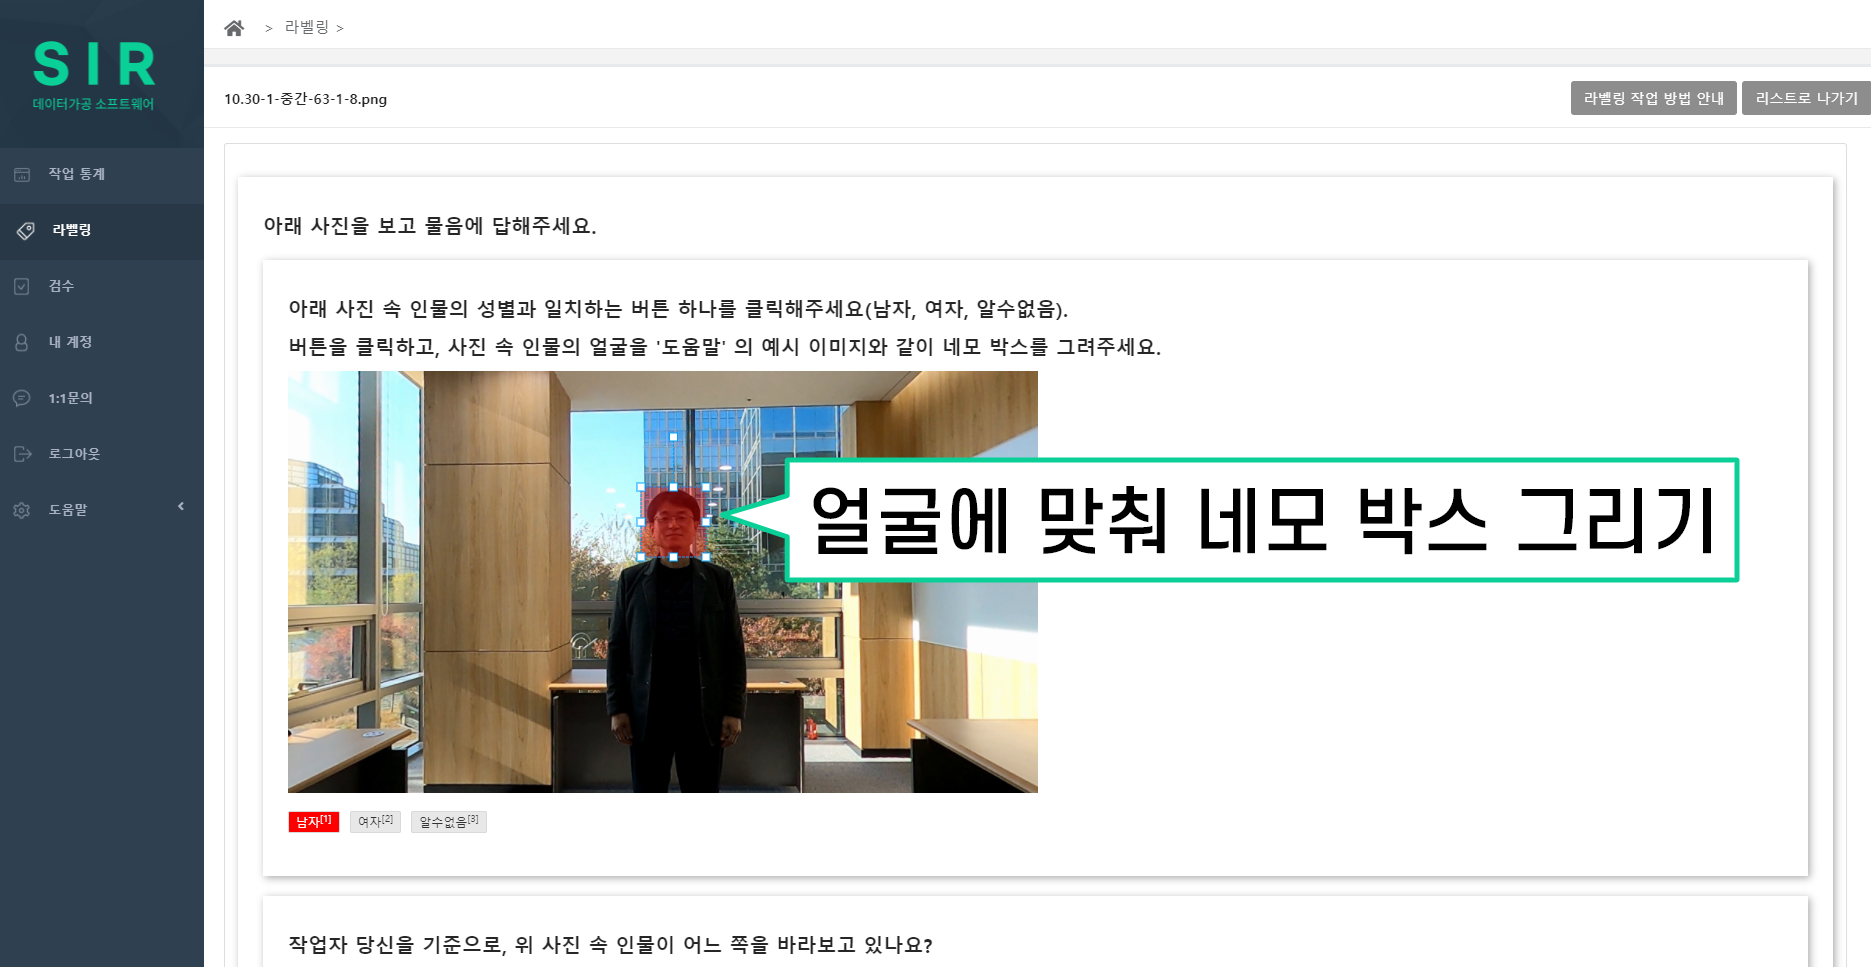 SIR
데이터가공 소프트웨어
작업 통계
라벨링
검수
내 계정
1:1문의
로그아웃
도움말
> 라벨링 >
10.30-1-중간-63-1-8.png
라벨링 작업 방법 안내
리스트로 나가기
아래 사진을 보고 물음에 답해주세요.
아래 사진 속 인물의 성별과 일치하는 버튼 하나를 클릭해주세요(남자, 여자, 알수없음).
버튼을 클릭하고, 사진 속 인물의 얼굴을 '도움말' 의 예시 이미지와 같이 네모 박스를 그려주세요.
얼굴에 맞춰 네모 박스 그리기
남자[1] 여자[2] 알수없음[3]
작업자 당신을 기준으로, 위 사진 속 인물이 어느 쪽을 바라보고 있나요?